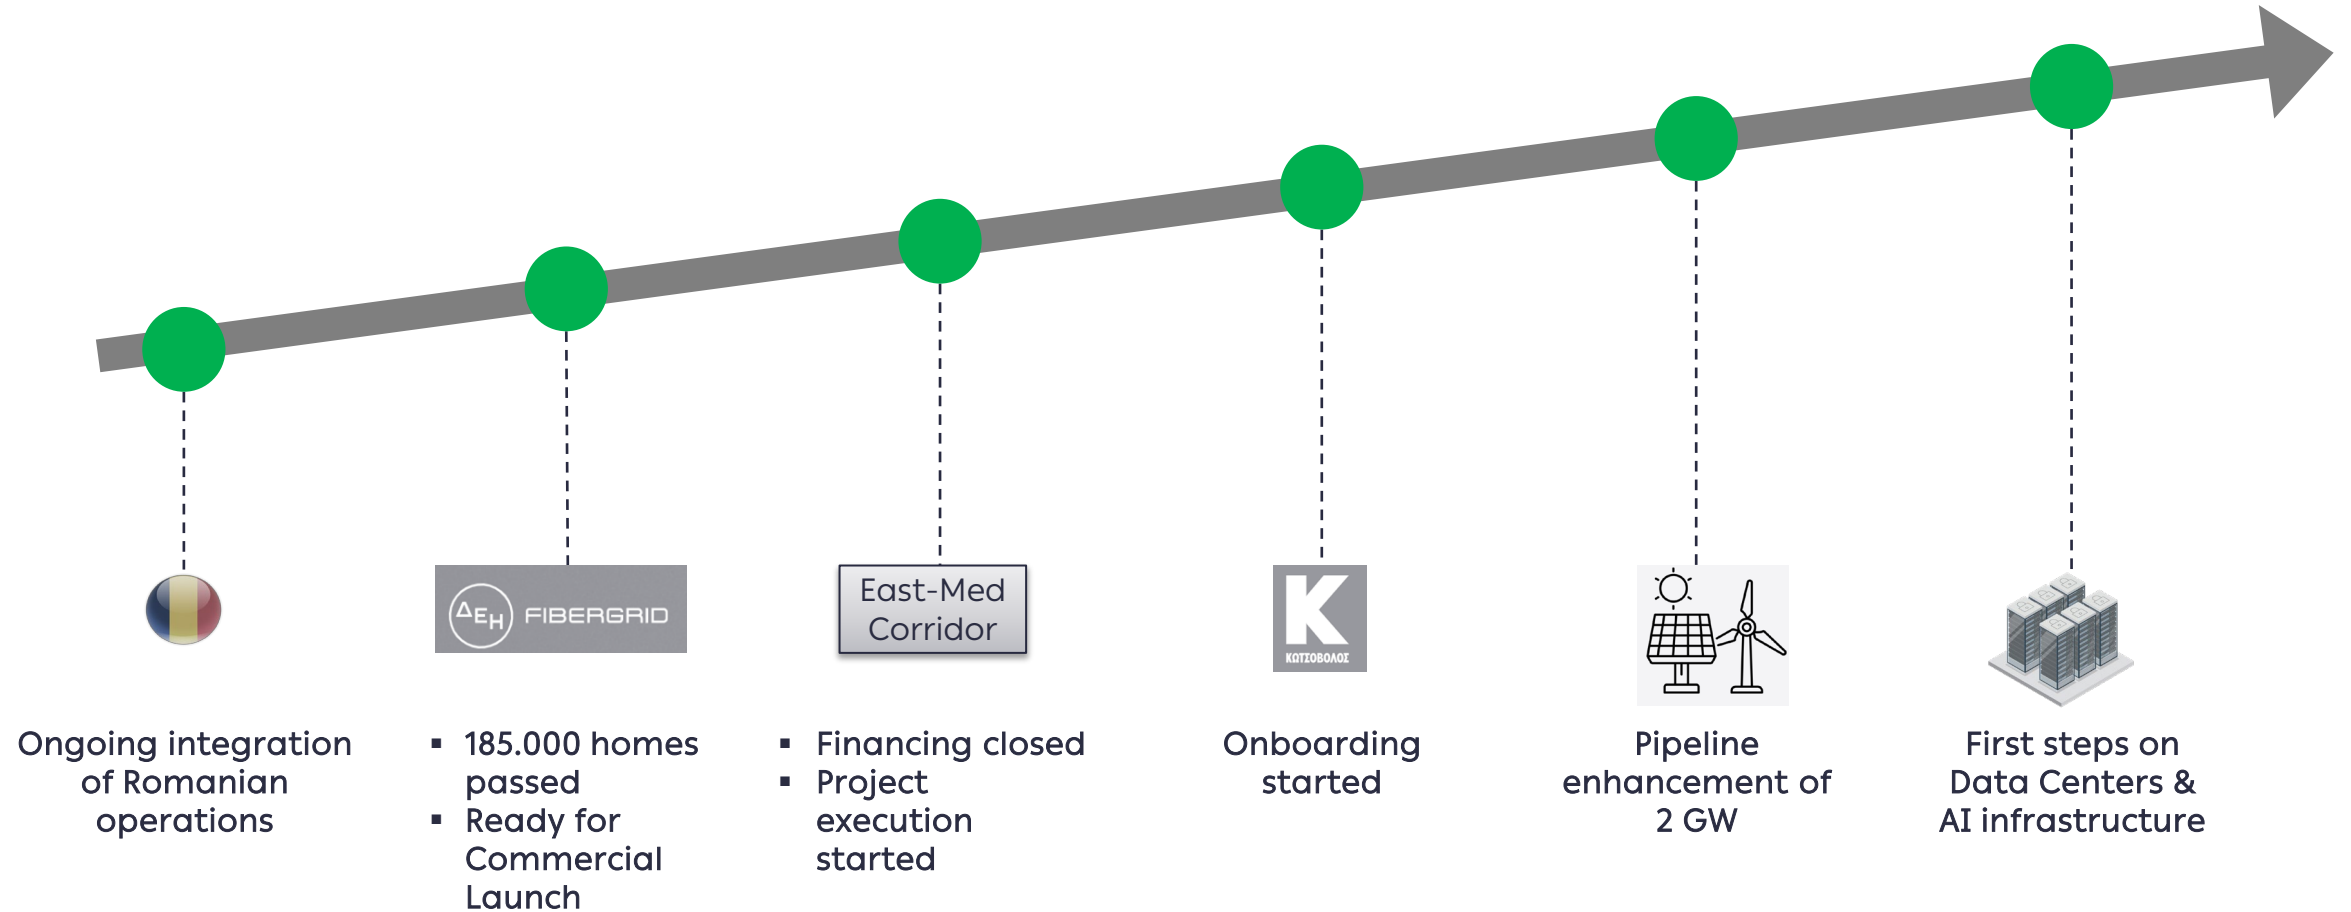 ΔΕΗ FIBERGRID
East-Med
Corridor
K
ΚΩΤΣΟΒΟΛΟΣ
Ongoing integration
of Romanian
operations
▪ 185.000 homes
passed
▪ Ready for
Commercial
Launch
▪ Financing closed
▪ Project
execution
started
Onboarding
started
Pipeline
enhancement of
2 GW
First steps on
Data Centers &
AI infrastructure